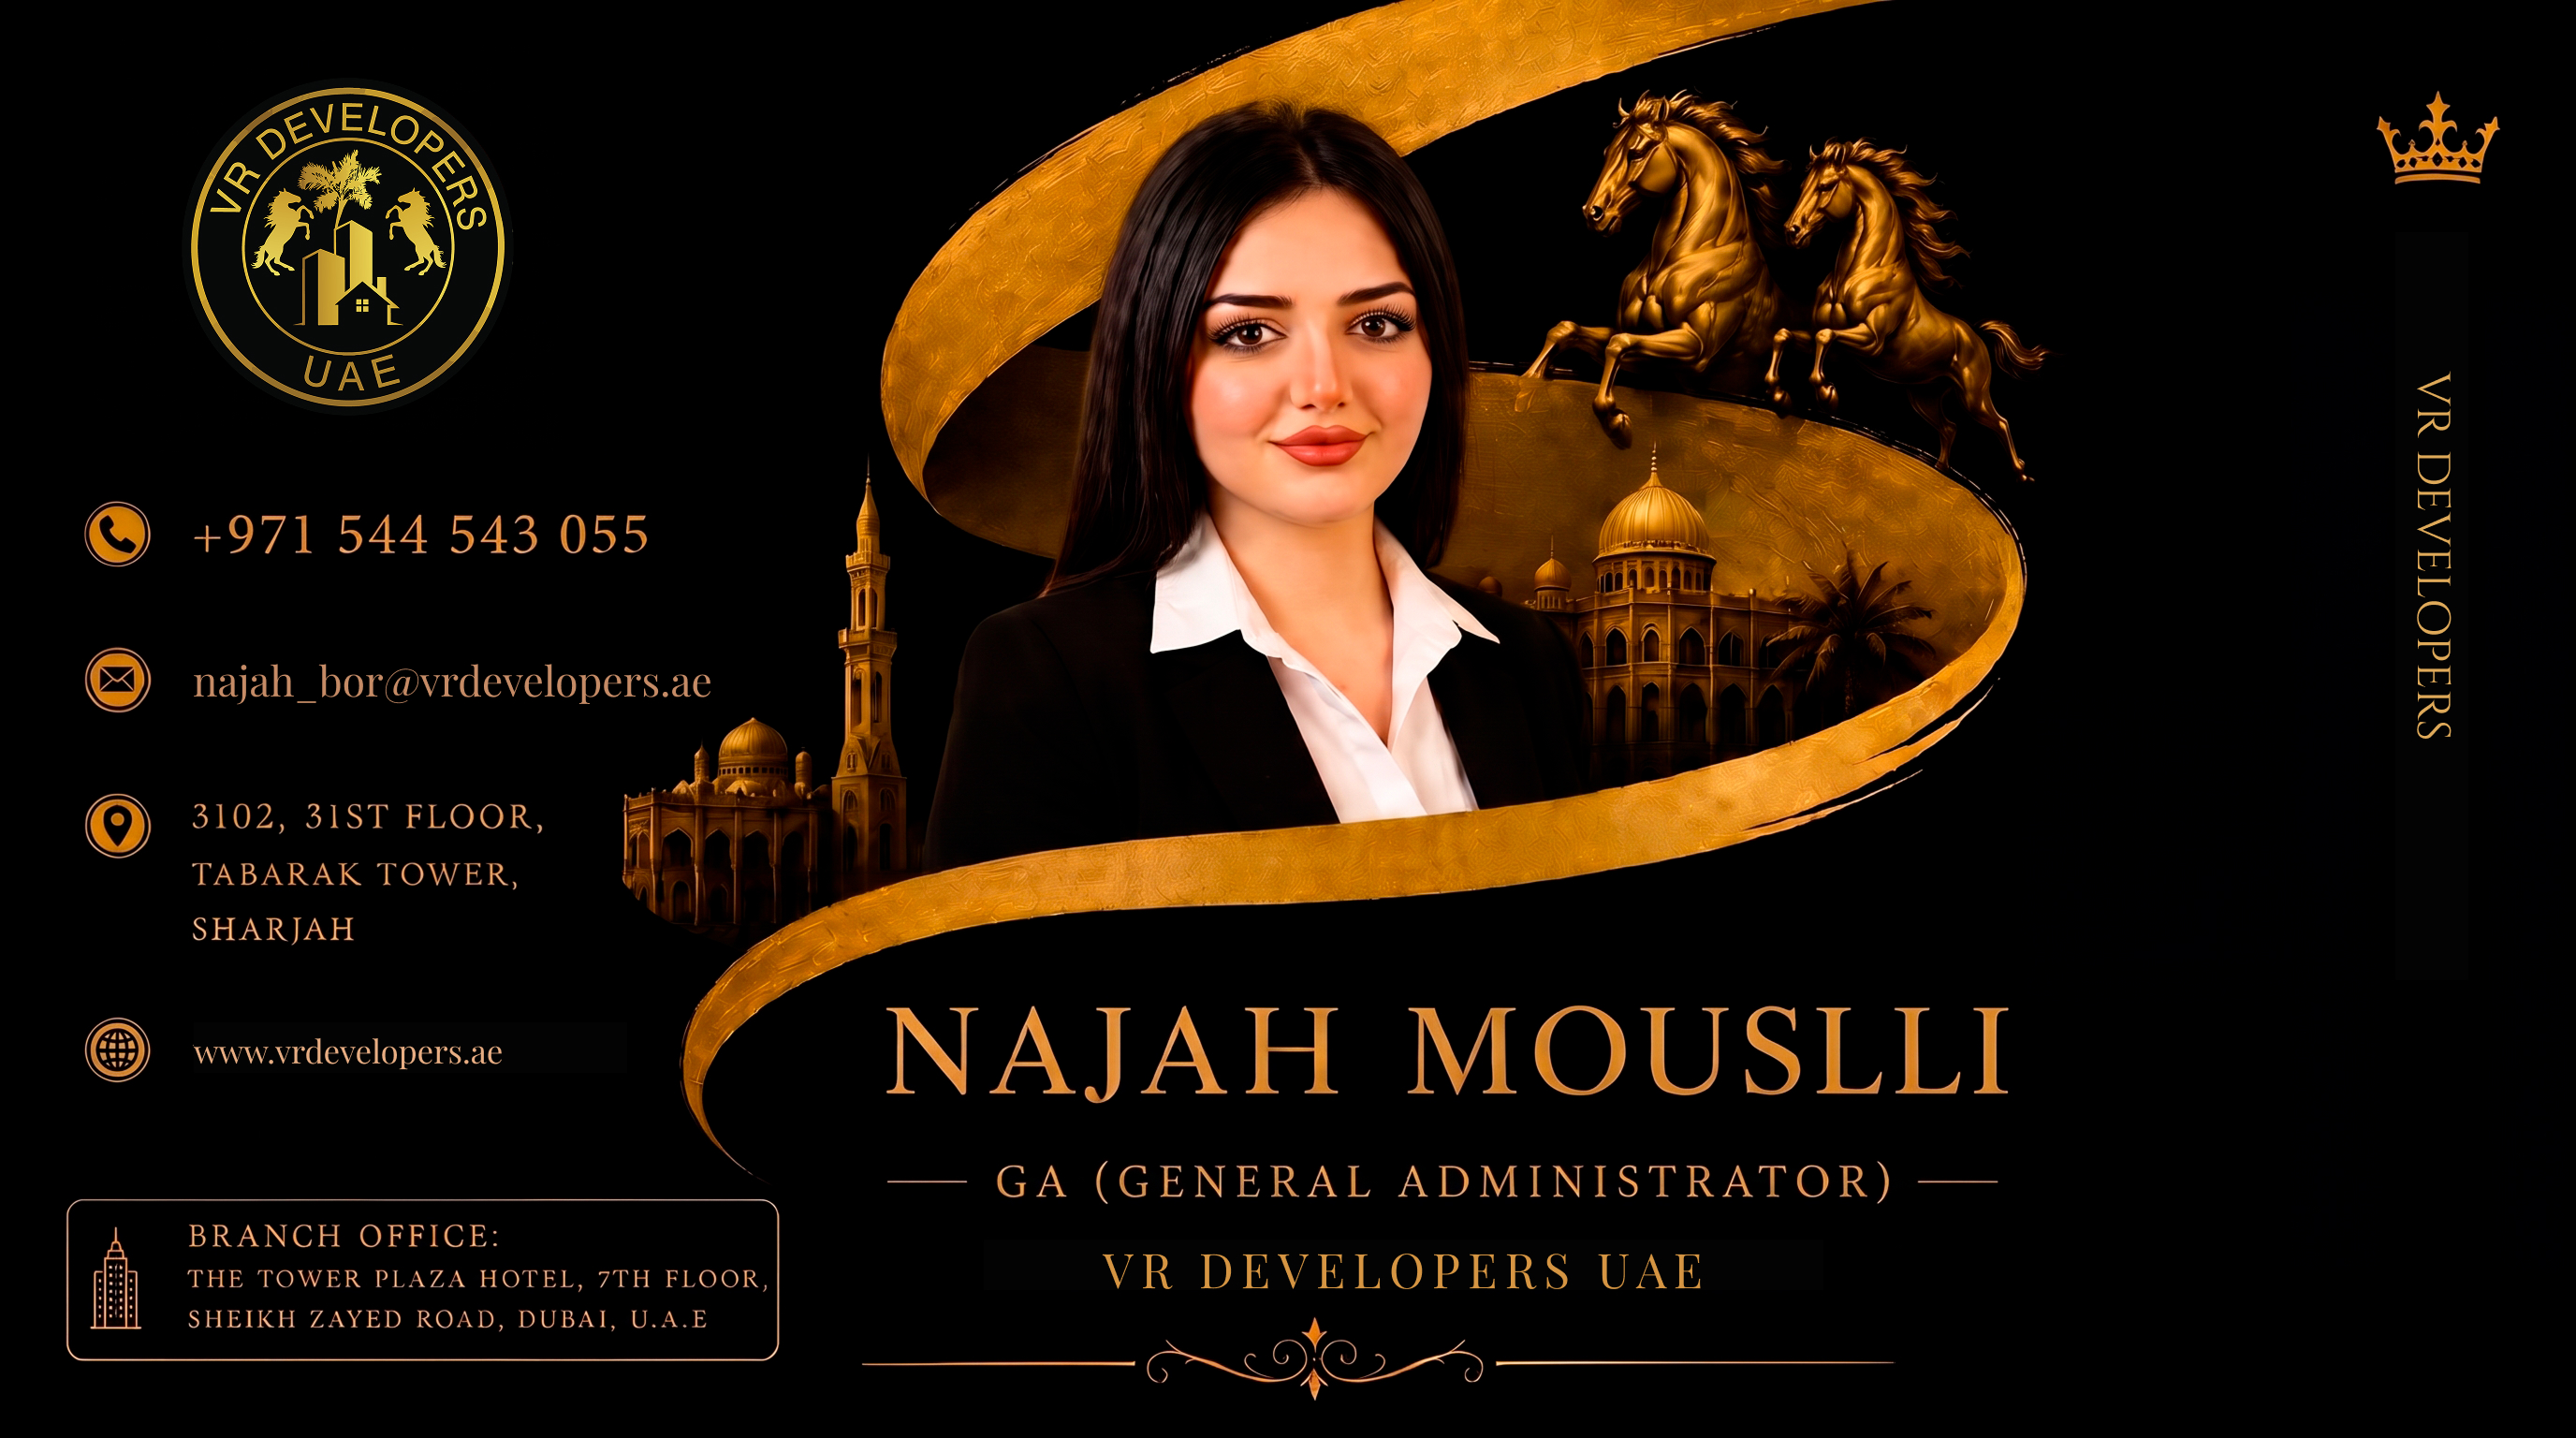 VR DEVELOPERS
UAE
+971 544 543 055
najah_bor@vrdevelopers.ae
3102, 31ST FLOOR,
TABARAK TOWER,
SHARJAH
www.vrdevelopers.ae
BRANCH OFFICE:
THE TOWER PLAZA HOTEL, 7TH FLOOR,
SHEIKH ZAYED ROAD, DUBAI, U.A.E
NAJAH MOUSLLI
GA (GENERAL ADMINISTRATOR)
VR DEVELOPERS UAE
VR DEVELOPERS